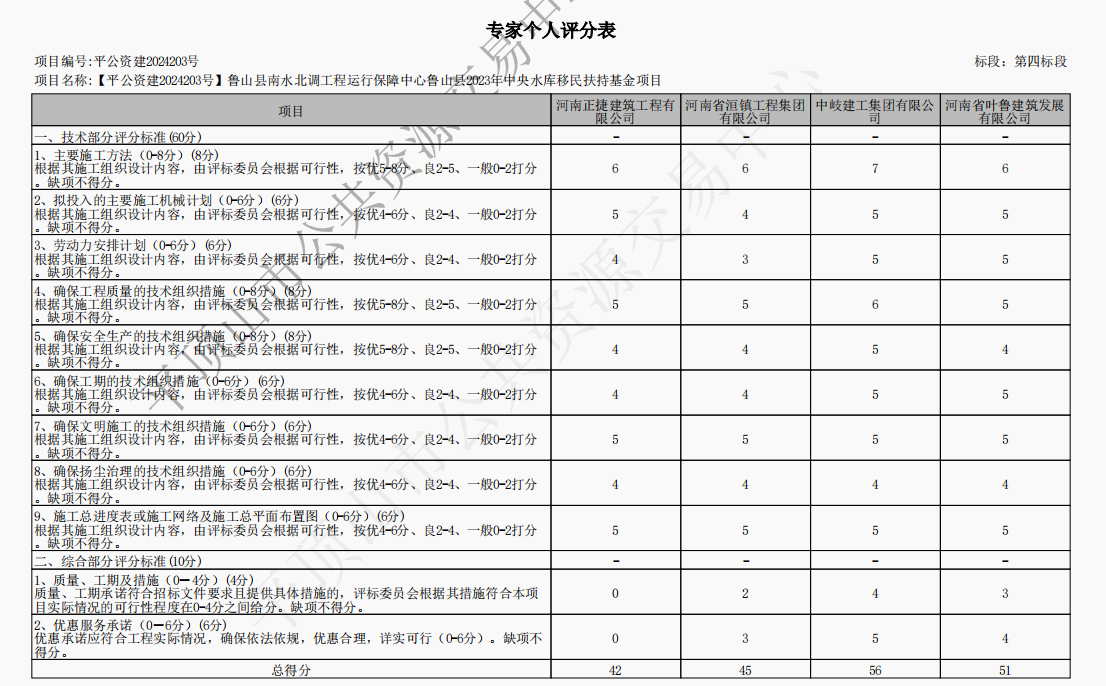 专家个人评分表
项目编号:平公资建2024203号 标段：第四标段
项目名称:【平公资建2024203号】鲁山县南水北调工程运行保障中心鲁山县2023年中央水库移民扶持基金项目
项目 河南正捷建筑工程有限公司 河南省洹镇工程集团有限公司 中岐建工集团有限公司 河南省叶鲁建筑发展有限公司
一、技术部分评分标准(60分) - - - -
1、主要施工方法（0-8分）(8分)
根据其施工组织设计内容，由评标委员会根据可行性，按优5-8分、良2-5、一般0-2打分 6 6 7 6
。缺项不得分。
2、拟投入的主要施工机械计划（0-6分）(6分)
根据其施工组织设计内容，由评标委员会根据可行性，按优4-6分、良2-4、一般0-2打分 5 4 5 5
。缺项不得分。
3、劳动力安排计划（0-6分）(6分)
根据其施工组织设计内容，由评标委员会根据可行性，按优4-6分、良2-4、一般0-2打分 4 3 5 5
。缺项不得分。
4、确保工程质量的技术组织措施（0-8分）(8分)
根据其施工组织设计内容，由评标委员会根据可行性，按优5-8分、良2-5、一般0-2打分 5 5 6 5
。缺项不得分。
5、确保安全生产的技术组织措施（0-8分）(8分)
根据其施工组织设计内容，由评标委员会根据可行性，按优5-8分、良2-5、一般0-2打分 4 4 5 4
。缺项不得分。
6、确保工期的技术组织措施（0-6分）(6分)
根据其施工组织设计内容，由评标委员会根据可行性，按优4-6分、良2-4、一般0-2打分 4 4 5 5
。缺项不得分。
7、确保文明施工的技术组织措施（0-6分）(6分)
根据其施工组织设计内容，由评标委员会根据可行性，按优4-6分、良2-4、一般0-2打分 5 5 5 5
。缺项不得分。
8、确保扬尘治理的技术组织措施（0-6分）(6分)
根据其施工组织设计内容，由评标委员会根据可行性，按优4-6分、良2-4、一般0-2打分 4 4 4 4
。缺项不得分。
9、施工总进度表或施工网络及施工总平面布置图（0-6分）(6分)
根据其施工组织设计内容，由评标委员会根据可行性，按优4-6分、良2-4、一般0-2打分 5 5 5 5
。缺项不得分。
二、综合部分评分标准(10分) - - - -
1、质量、工期及措施（0－4分）(4分)
质量、工期承诺符合招标文件要求且提供具体措施的，评标委员会根据其措施符合本项 0 2 4 3
目实际情况的可行性程度在0-4分之间给分。缺项不得分。
2、优惠服务承诺（0－6分）(6分)
优惠承诺应符合工程实际情况，确保依法依规，优惠合理，详实可行（0-6分）。缺项不 0 3 5 4
得分。
总得分 42 45 56 51
平顶山市公共资源交易中心
平顶山市公共资源交易中心